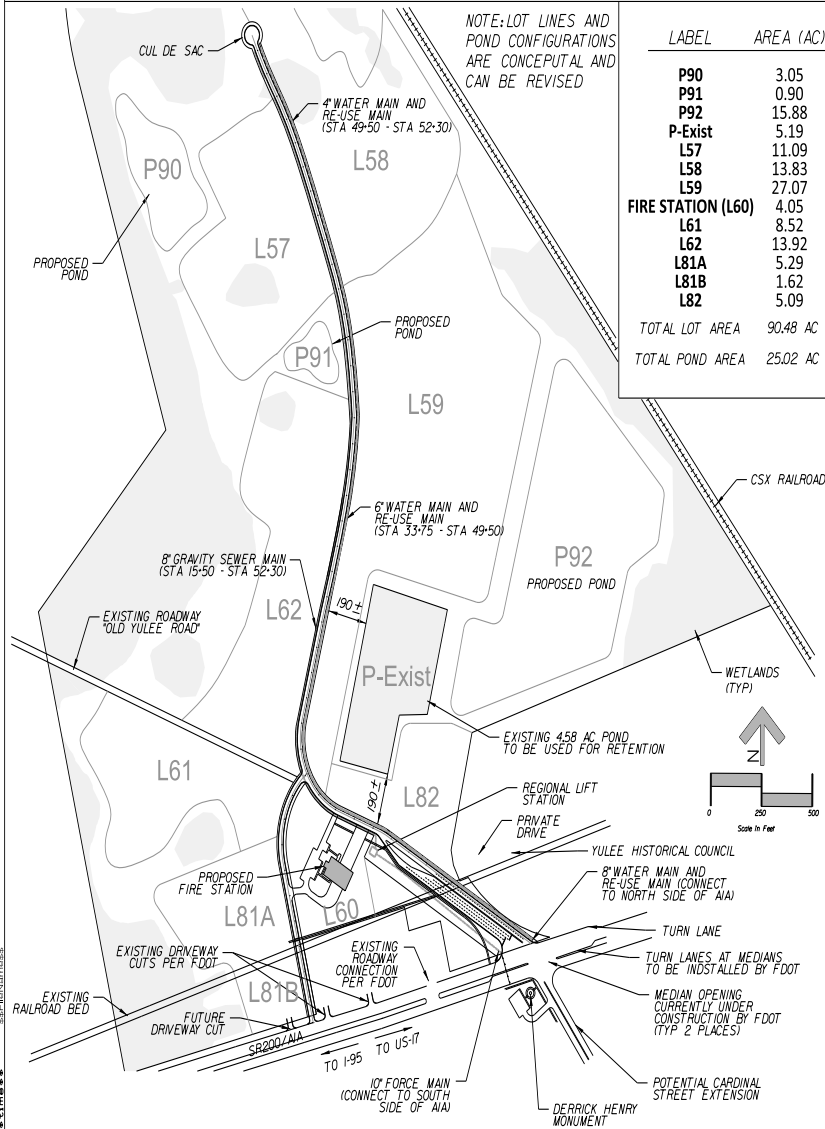 NOTE: LOT LINES AND
POND CONFIGURATIONS
ARE CONCEPUTAL AND
CAN BE REVISED
LABEL AREA (AC)
P90 3.05
P91 0.90
P92 15.88
P-Exist 5.19
L57 11.09
L58 13.83
L59 27.07
FIRE STATION (L60) 4.05
L61 8.52
L62 13.92
L81A 5.29
L81B 1.62
L82 5.09
TOTAL LOT AREA 90.48 AC
TOTAL POND AREA 25.02 AC
CUL DE SAC
4" WATER MAIN AND
RE-USE MAIN
(STA 49+50 - STA 52+30)
L58
P90
L57
PROPOSED
POND
PROPOSED
POND
P91
L59
CSX RAILROAD
6" WATER MAIN AND
RE-USE MAIN
(STA 33+75 - STA 49+50)
8" GRAVITY SEWER MAIN
(STA 15+50 - STA 52+30)
P92
PROPOSED POND
EXISTING ROADWAY
"OLD YULEE ROAD"
L62
190 ±
P-Exist
WETLANDS
(TYP)
EXISTING 4.58 AC POND
TO BE USED FOR RETENTION
N
0 250 500
Scale In Feet
L61
190 ±
L82
REGIONAL LIFT
STATION
PRIVATE
DRIVE
YULEE HISTORICAL COUNCIL
PROPOSED
FIRE STATION
8" WATER MAIN AND
RE-USE MAIN (CONNECT
TO NORTH SIDE OF A1A)
L81A
L60
TURN LANE
EXISTING DRIVEWAY
CUTS PER FDOT
EXISTING
ROADWAY
CONNECTION
PER FDOT
TURN LANES AT MEDIANS
TO BE INDSTALLED BY FDOT
EXISTING
RAILROAD BED
L81B
MEDIAN OPENING
CURRENTLY UNDER
CONSTRUCTION BY FDOT
(TYP 2 PLACES)
FUTURE
DRIVEWAY CUT
SR200/A1A
TO I-95 TO US-17
10" FORCE MAIN
(CONNECT TO SOUTH
SIDE OF A1A)
POTENTIAL CARDINAL
STREET EXTENSION
DERRICK HENRY
MONUMENT